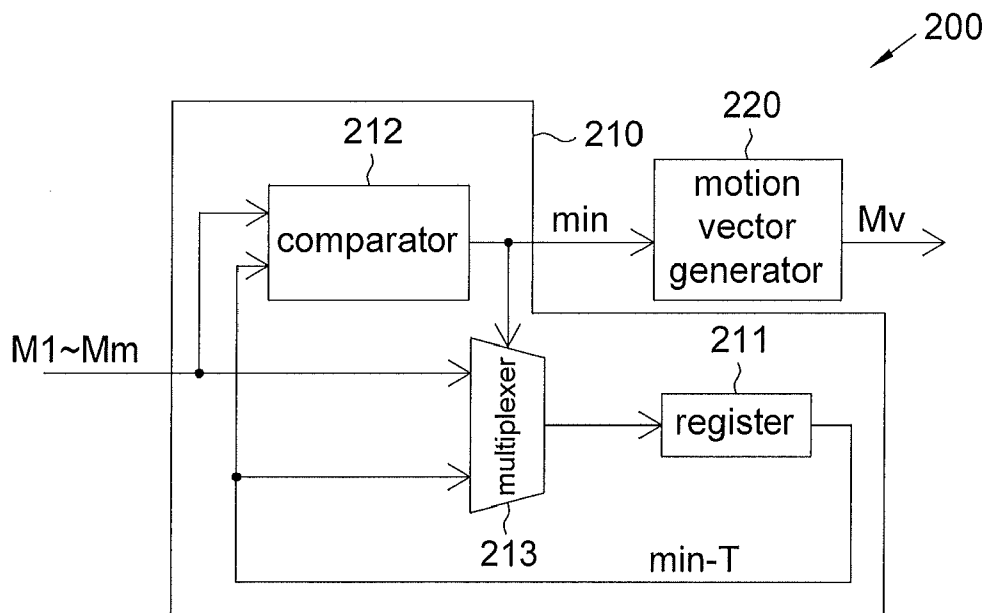 200
212
210
220
comparator
min
motion
vector
generator
Mv
M1~Mm
multiplexer
211
register
213
min-T